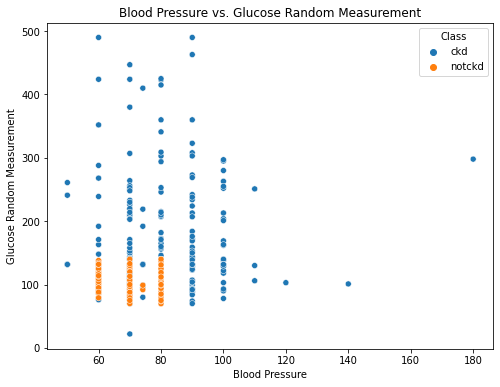 Blood Pressure vs. Glucose Random Measurement
Class
ckd
notckd
Glucose Random Measurement
500
400
300
200
100
0
60
80
100
120
140
160
180
Blood Pressure